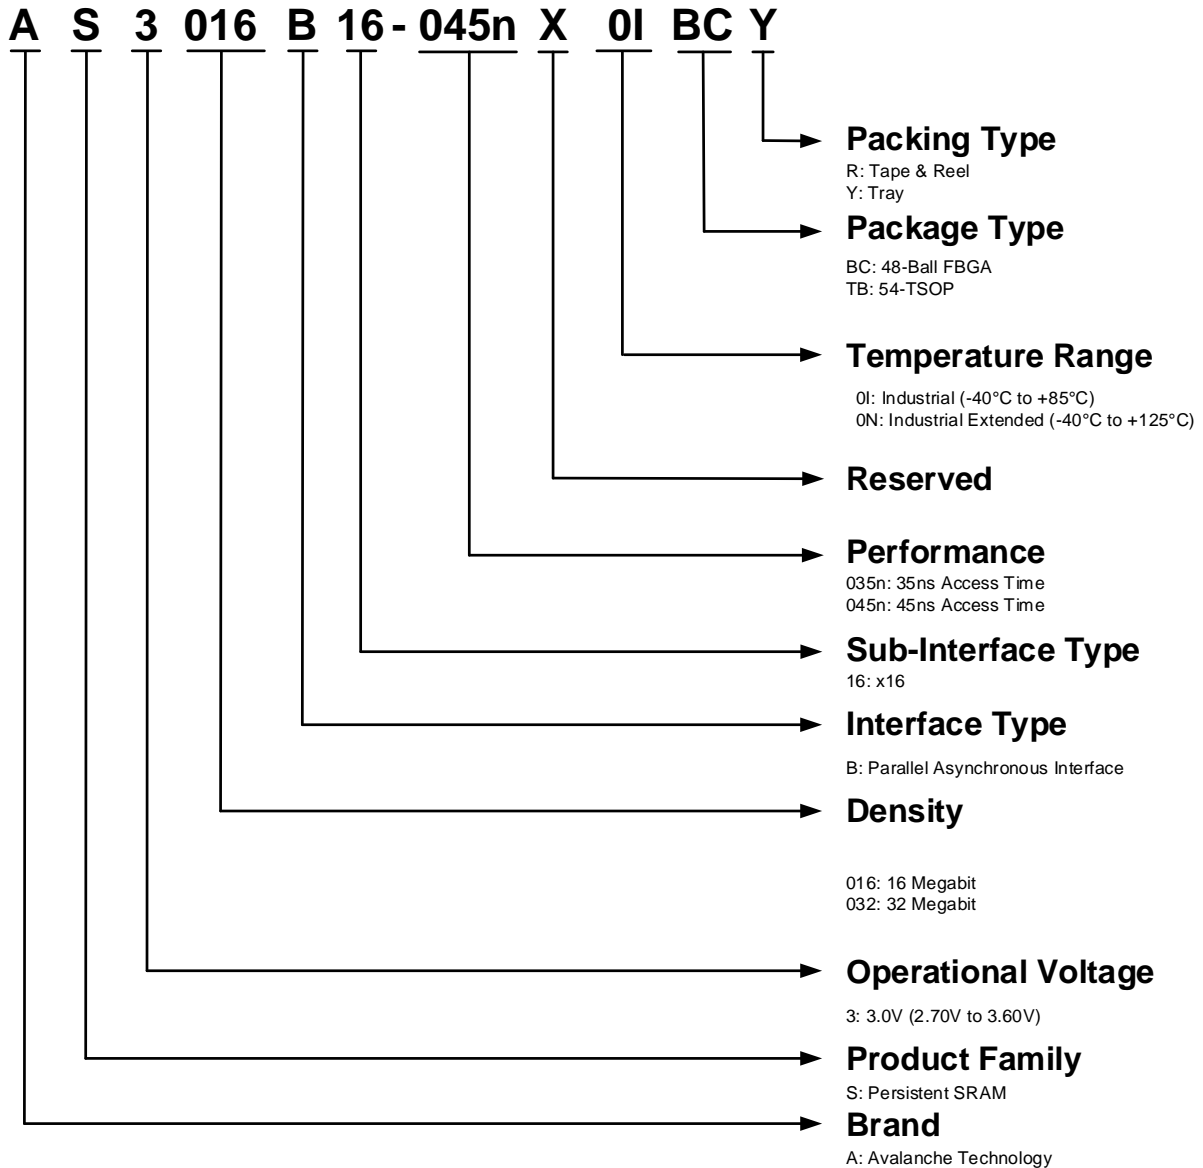 A S 3 016 B 16 - 045n X 0I BC Y
Packing Type
R: Tape & Reel
Y: Tray
Package Type
BC: 48-Ball FBGA
TB: 54-TSOP
Temperature Range
0I: Industrial (-40°C to +85°C)
0N: Industrial Extended (-40°C to +125°C)
Reserved
Performance
035n: 35ns Access Time
045n: 45ns Access Time
Sub-Interface Type
16: x16
Interface Type
B: Parallel Asynchronous Interface
Density
016: 16 Megabit
032: 32 Megabit
Operational Voltage
3: 3.0V (2.70V to 3.60V)
Product Family
S: Persistent SRAM
Brand
A: Avalanche Technology